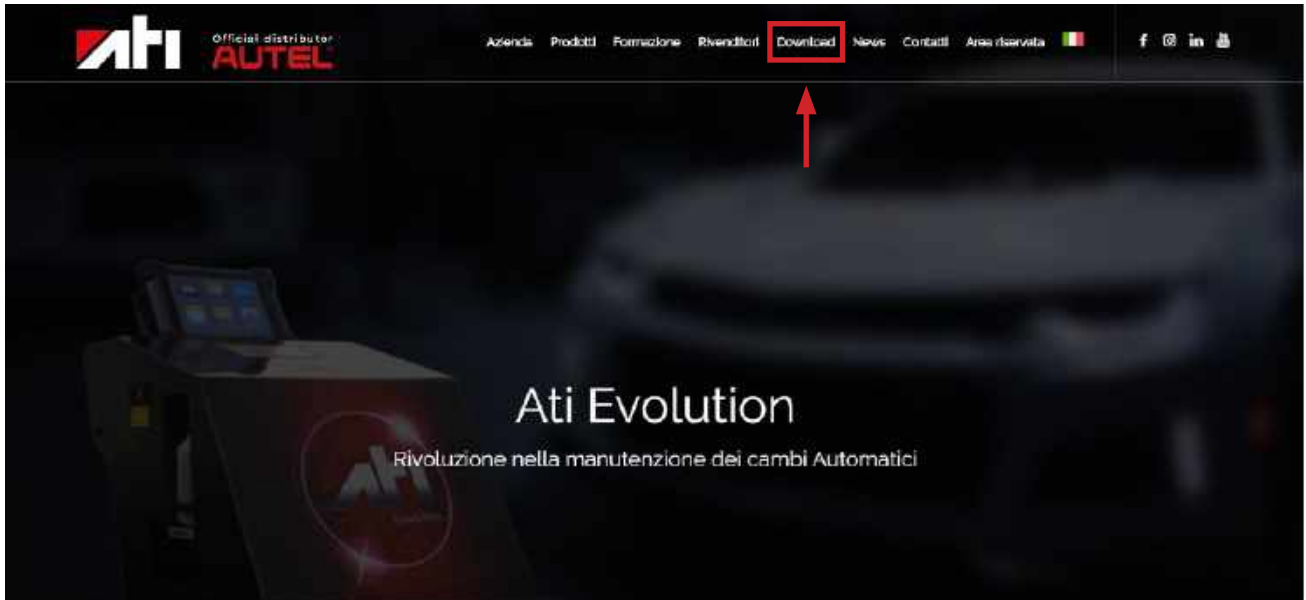 Ati
Official distributor
AUTEL
Azienda Prodotti Formazione Rivenditori Download News Contatti Area riservata
Ati Evolution
Rivoluzione nella manutenzione dei cambi Automatici
Ati